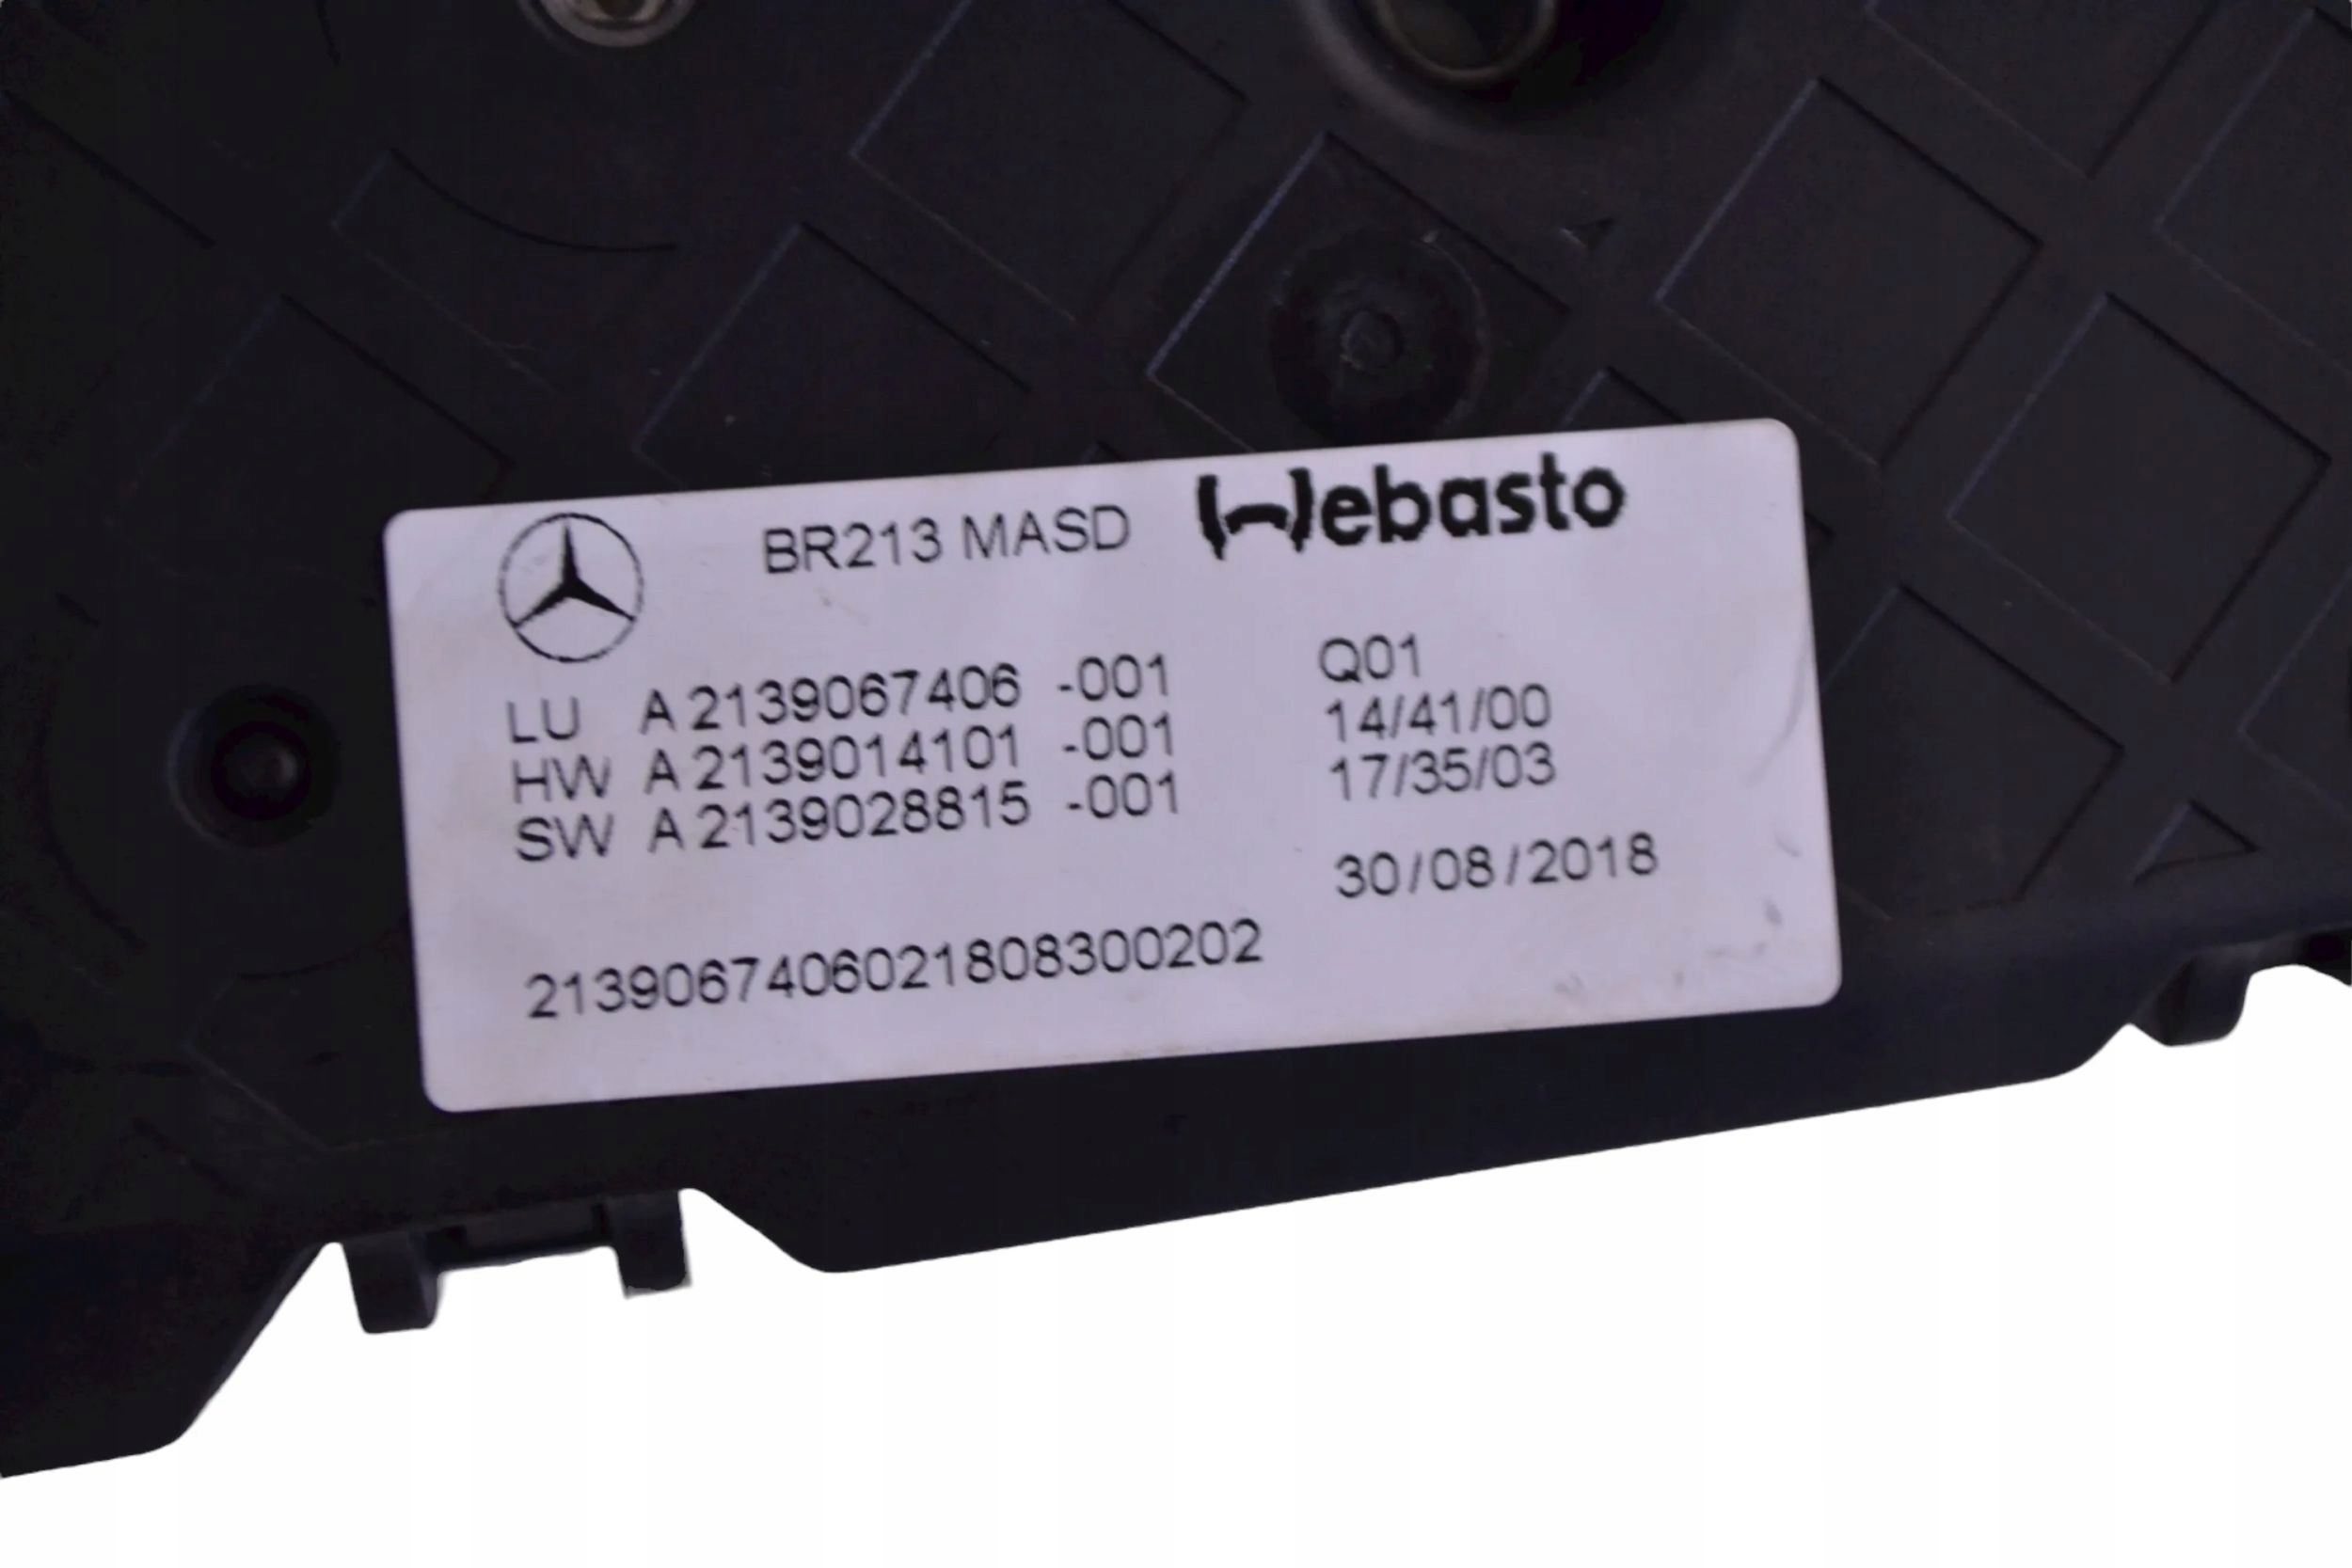 BR213 MASD Webasto
LU A 2139067406 -001 Q01
HW A 2139014101 -001 14/41/00
SW A 2139028815 -001 17/35/03
30/08/2018
2139067406021808300202